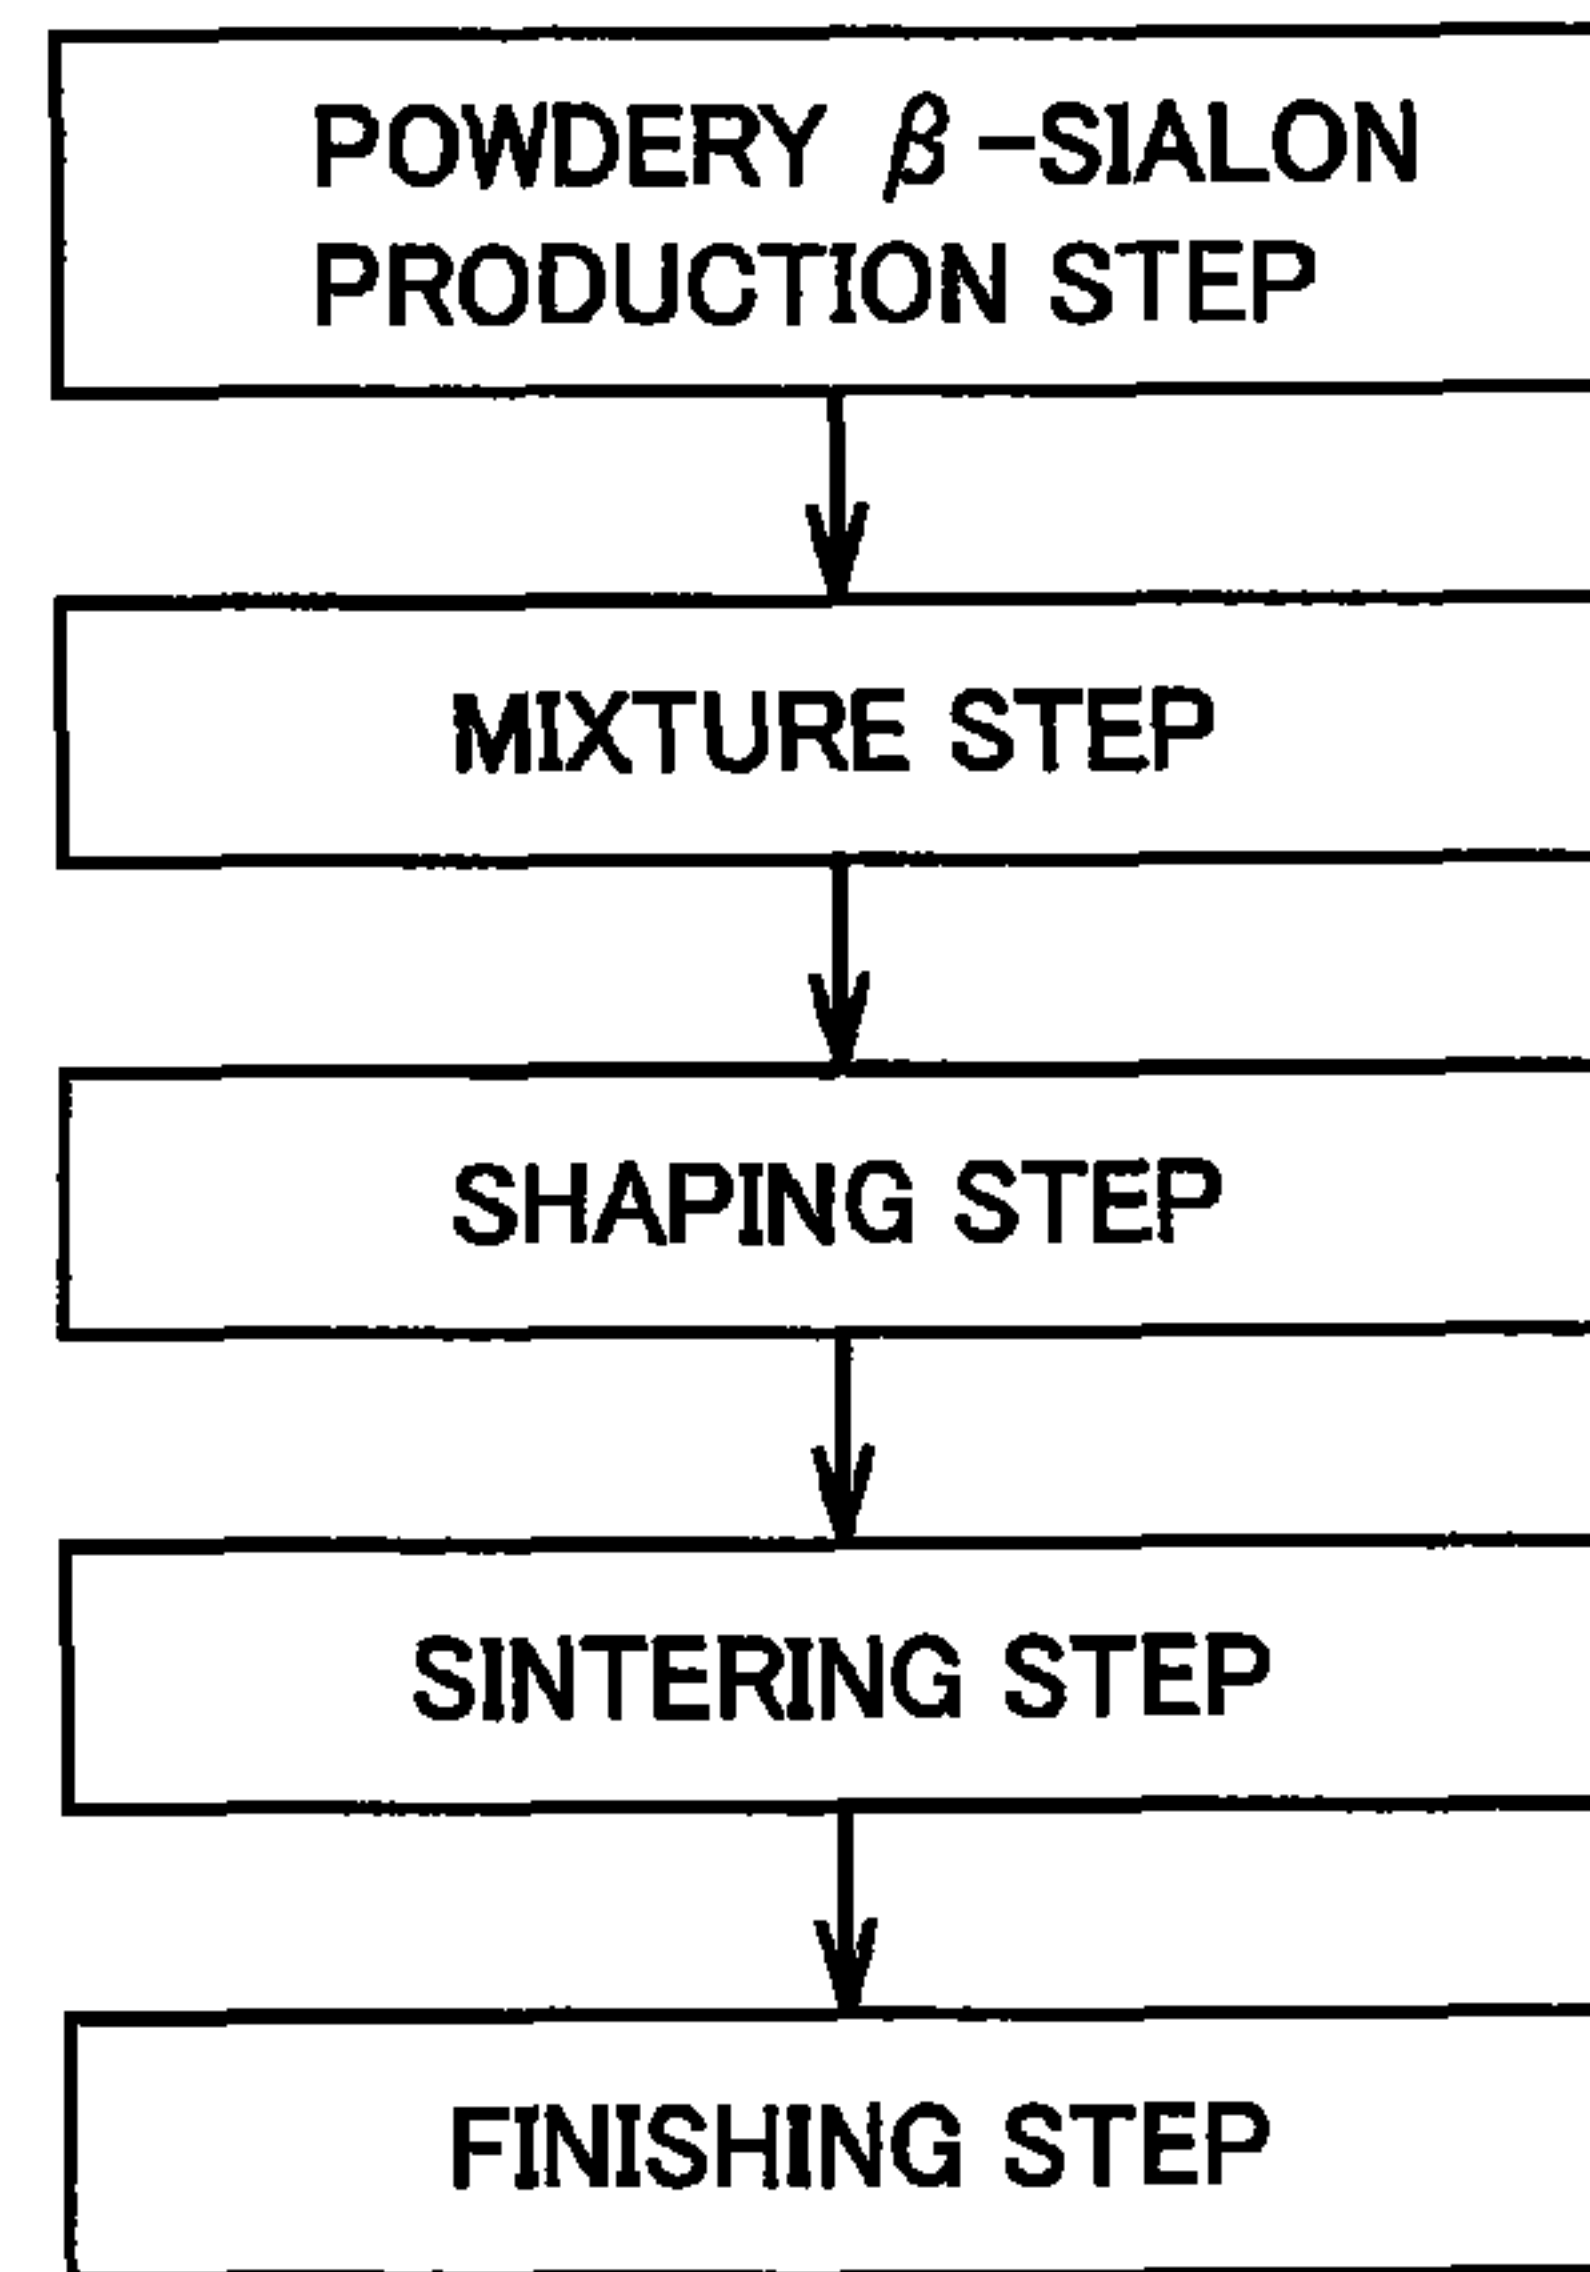 POWDERY β-SIALON
PRODUCTION STEP
MIXTURE STEP
SHAPING STEP
SINTERING STEP
FINISHING STEP